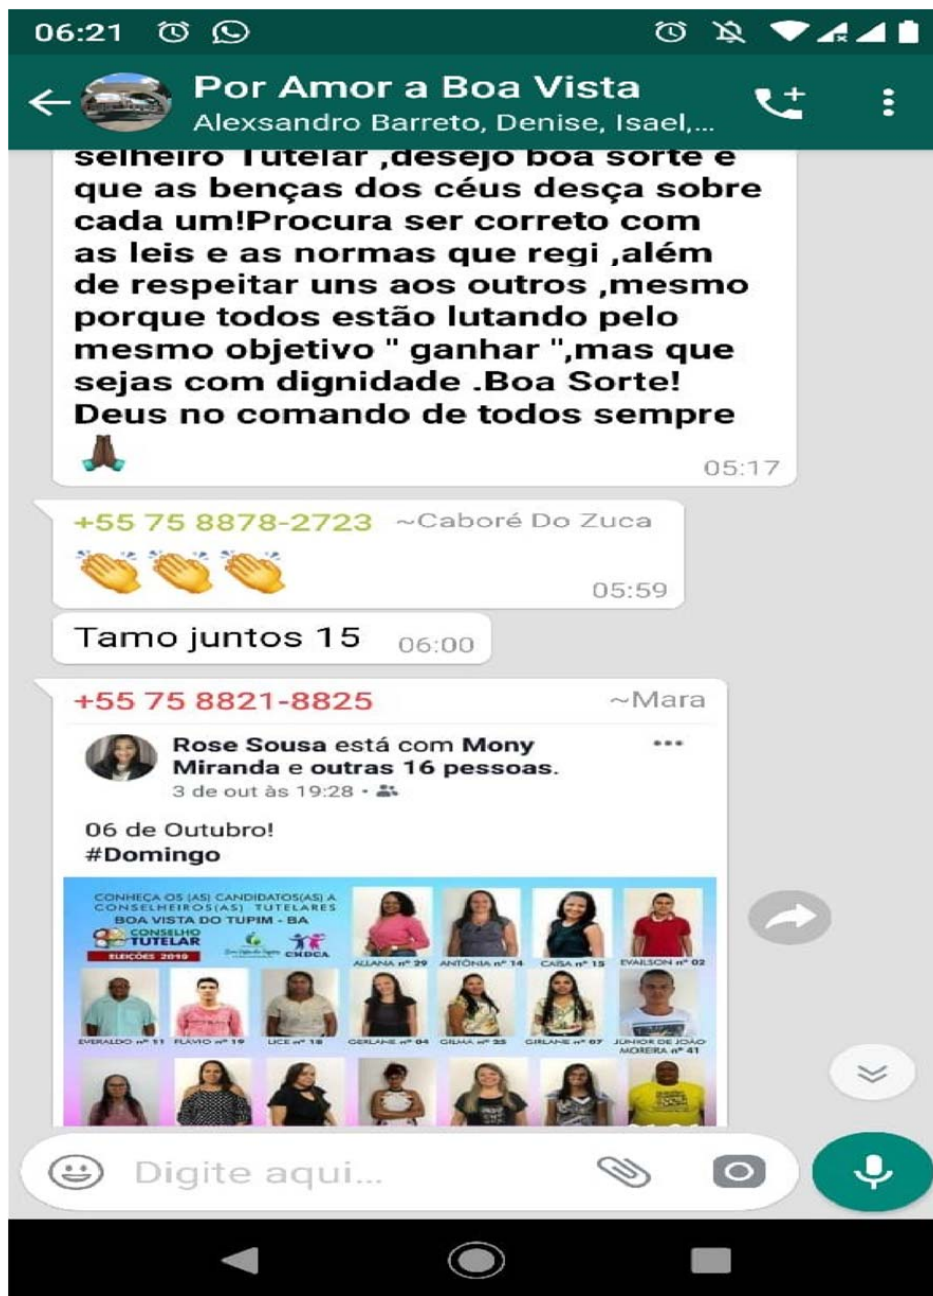 06:21
Por Amor a Boa Vista
Alexsandro Barreto, Denise, Isael,...
selheiro Tutelar ,desejo boa sorte e
que as benças dos céus desça sobre
cada um!Procura ser correto com
as leis e as normas que regi ,além
de respeitar uns aos outros ,mesmo
porque todos estão lutando pelo
mesmo objetivo " ganhar ",mas que
sejas com dignidade .Boa Sorte!
Deus no comando de todos sempre
05:17
+55 75 8878-2723 ~Caboré Do Zuca
05:59
Tamo juntos 15 06:00
+55 75 8821-8825 ~Mara
Rose Sousa está com Mony
Miranda e outras 16 pessoas.
3 de out às 19:28
06 de Outubro!
#Domingo
CONHEÇA OS (AS) CANDIDATOS(AS) A
CONSELHEIROS(AS) TUTELARES
BOA VISTA DO TUPIM - BA
CONSELHO
TUTELAR
ELEIÇÕES 2019
CMDCA
ALLANA nº 29 ANTÔNIA nº 14 CAÍSA nº 15 EVAILSON nº 02
EVERALDO nº 11 FLÁVIO nº 19 LICE nº 18 GERLANE nº 04 GILMA nº 25 GIRLANE nº 07 JÚNIOR DE JOÃO
MOREIRA nº 41
Digite aqui...